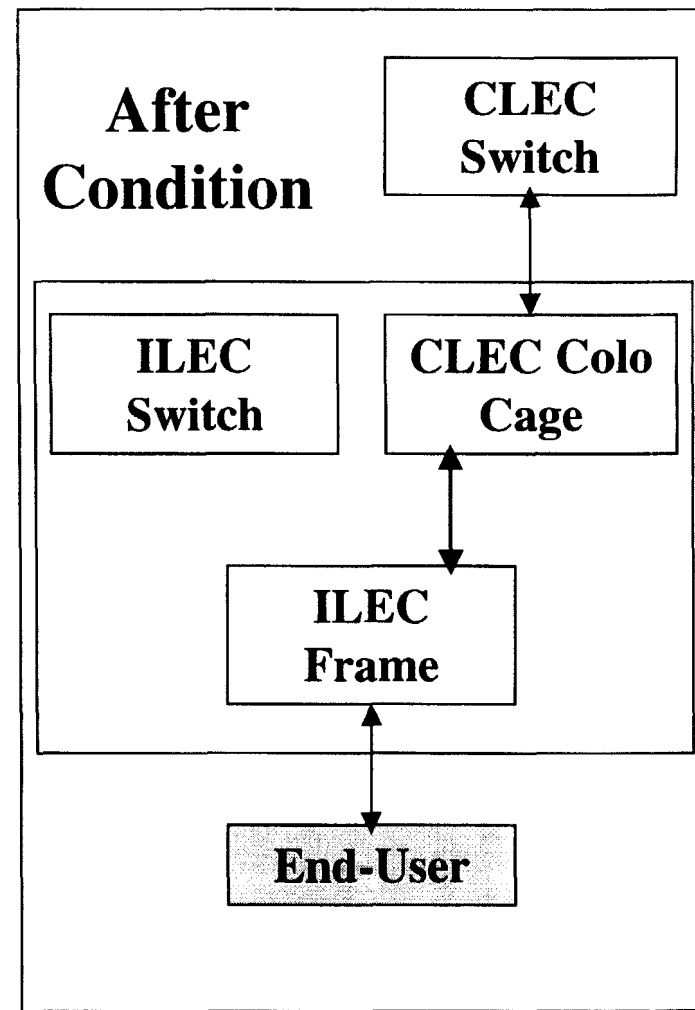 After
Condition
CLEC
Switch
ILEC
Switch
CLEC Colo
Cage
ILEC
Frame
End-User